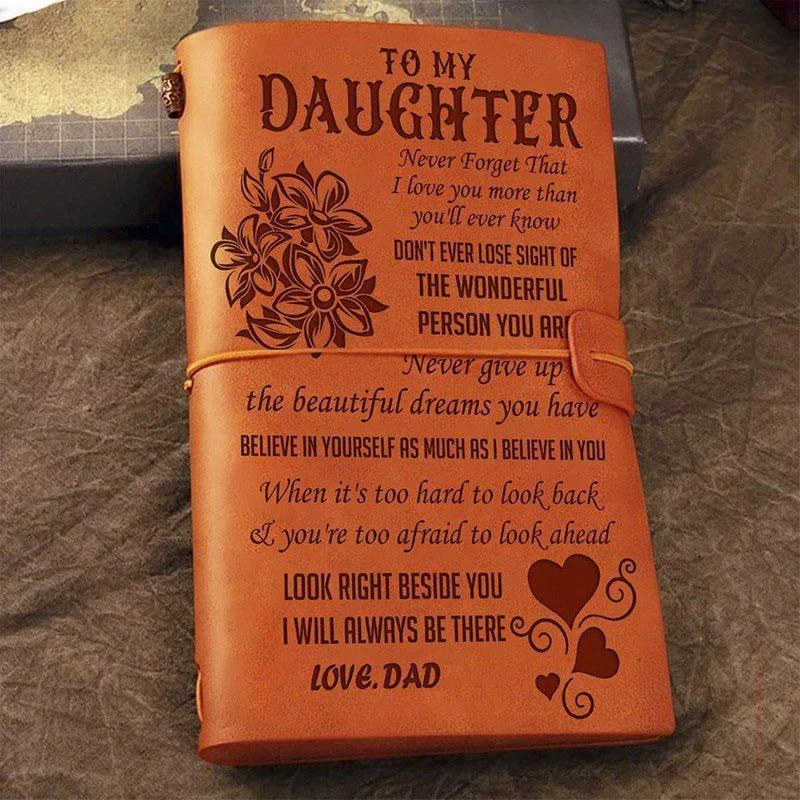 TO MY
DAUGHTER
Never Forget That
I love you more than
you'll ever know
DON'T EVER LOSE SIGHT OF
THE WONDERFUL
PERSON YOU ARE
Never give up
the beautiful dreams you have
BELIEVE IN YOURSELF AS MUCH AS I BELIEVE IN YOU
When it's too hard to look back
& you're too afraid to look ahead
LOOK RIGHT BESIDE YOU
I WILL ALWAYS BE THERE
LOVE, DAD